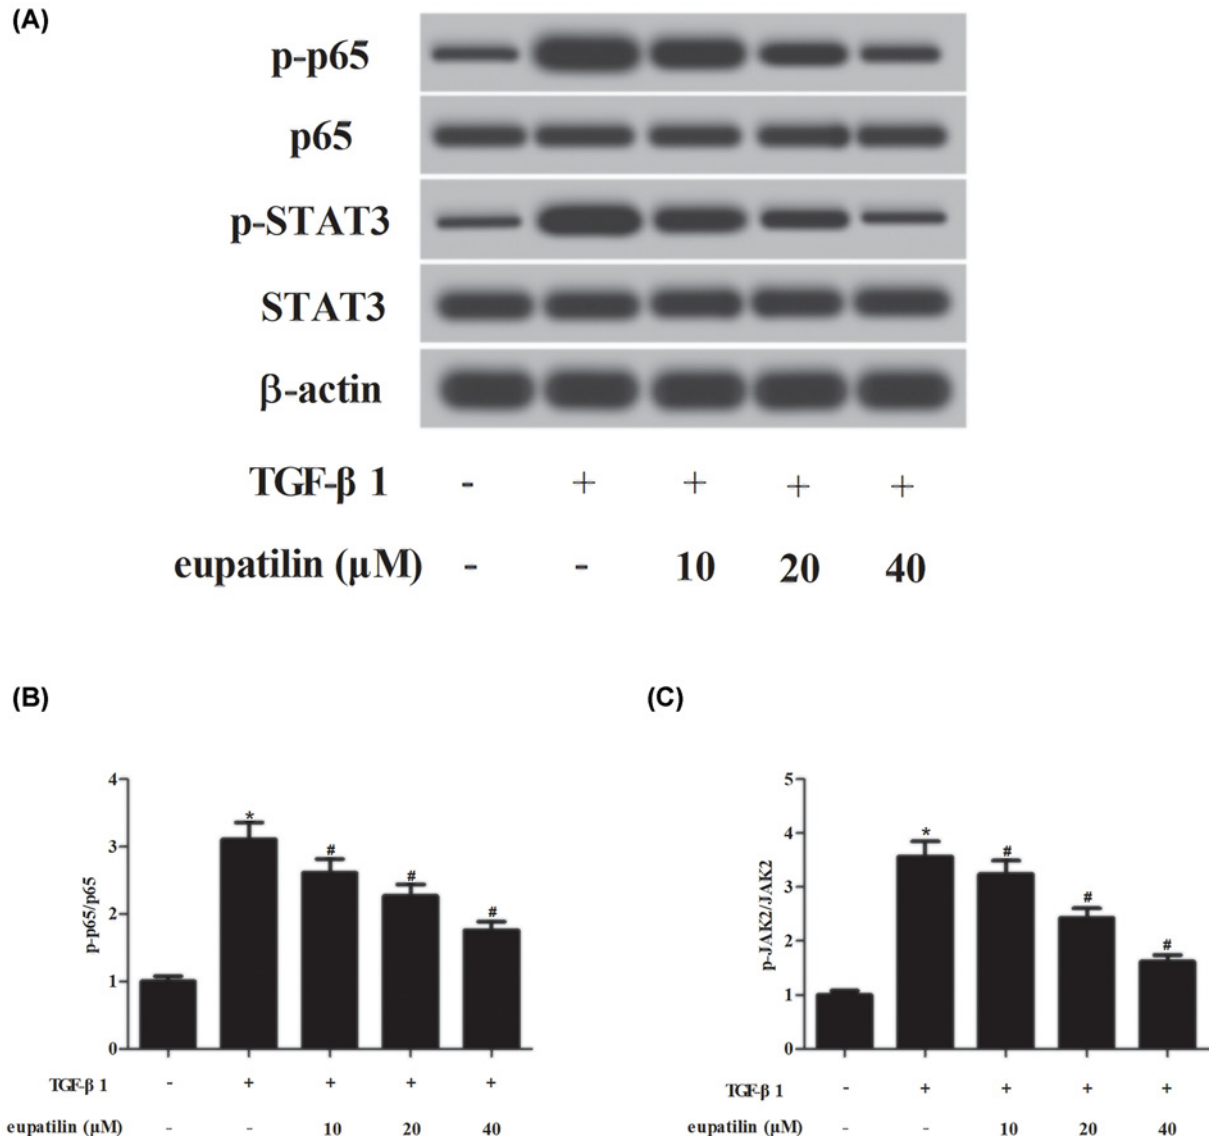 (A)
p-p65
p65
p-STAT3
STAT3
β-actin
TGF-β 1 - + + + +
eupatilin (μM) - - 10 20 40
(B)
4
3
2
1
0
p-p65/p65
* # # #
TGF-β 1 - + + + +
eupatilin (μM) - - 10 20 40
(C)
5
4
3
2
1
0
p-JAK2/JAK2
* # # #
TGF-β 1 - + + + +
eupatilin (μM) - - 10 20 40